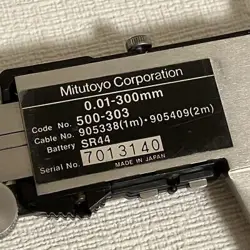 Mitutoyo Corporation
0.01-300mm
Code No. 500-303
Cable No. 905338(1m)・905409(2m)
Battery SR44
Serial No. 7013140
MADE IN JAPAN